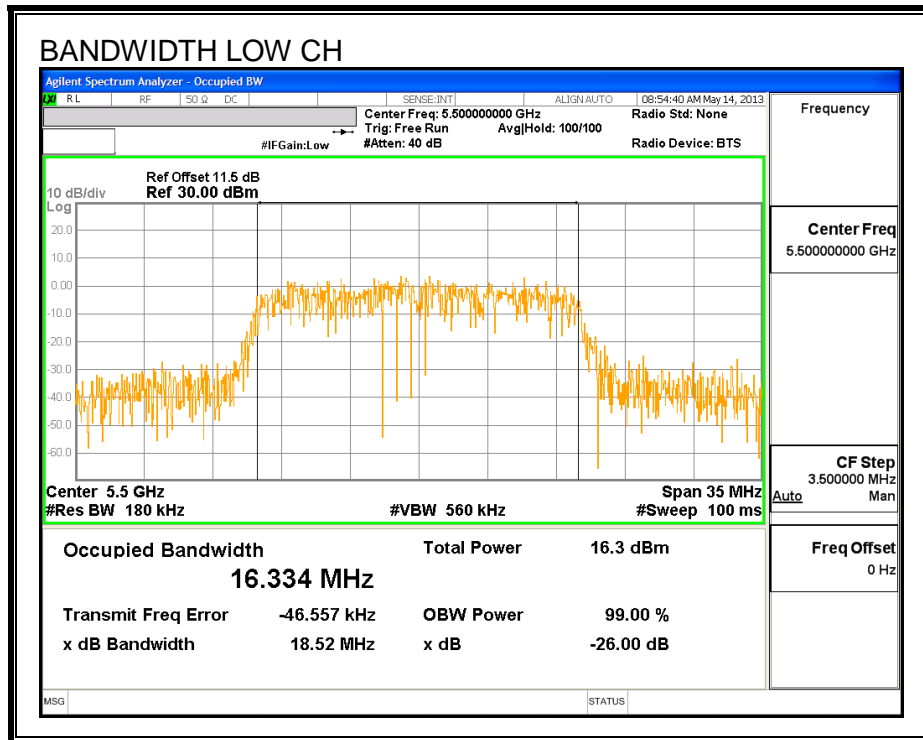 BANDWIDTH LOW CH
Agilent Spectrum Analyzer - Occupied BW
LXI RL RF 50 Ω DC SENSE:INT ALIGN AUTO 08:54:40 AM May 14, 2013
Center Freq: 5.500000000 GHz Radio Std: None
Trig: Free Run Avg|Hold: 100/100
#IFGain:Low #Atten: 40 dB Radio Device: BTS
Frequency
Ref Offset 11.5 dB
10 dB/div Ref 30.00 dBm
Log
20.0
10.0
0.00
-10.0
-20.0
-30.0
-40.0
-50.0
-60.0
Center 5.5 GHz Span 35 MHz
#Res BW 180 kHz #VBW 560 kHz #Sweep 100 ms
Center Freq
5.500000000 GHz
CF Step
3.500000 MHz
Auto Man
Freq Offset
0 Hz
Occupied Bandwidth Total Power 16.3 dBm
16.334 MHz
Transmit Freq Error -46.557 kHz OBW Power 99.00 %
x dB Bandwidth 18.52 MHz x dB -26.00 dB
MSG STATUS